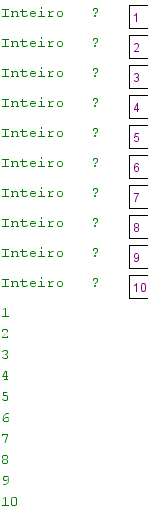 Inteiro ? 1
Inteiro ? 2
Inteiro ? 3
Inteiro ? 4
Inteiro ? 5
Inteiro ? 6
Inteiro ? 7
Inteiro ? 8
Inteiro ? 9
Inteiro ? 10
1
2
3
4
5
6
7
8
9
10